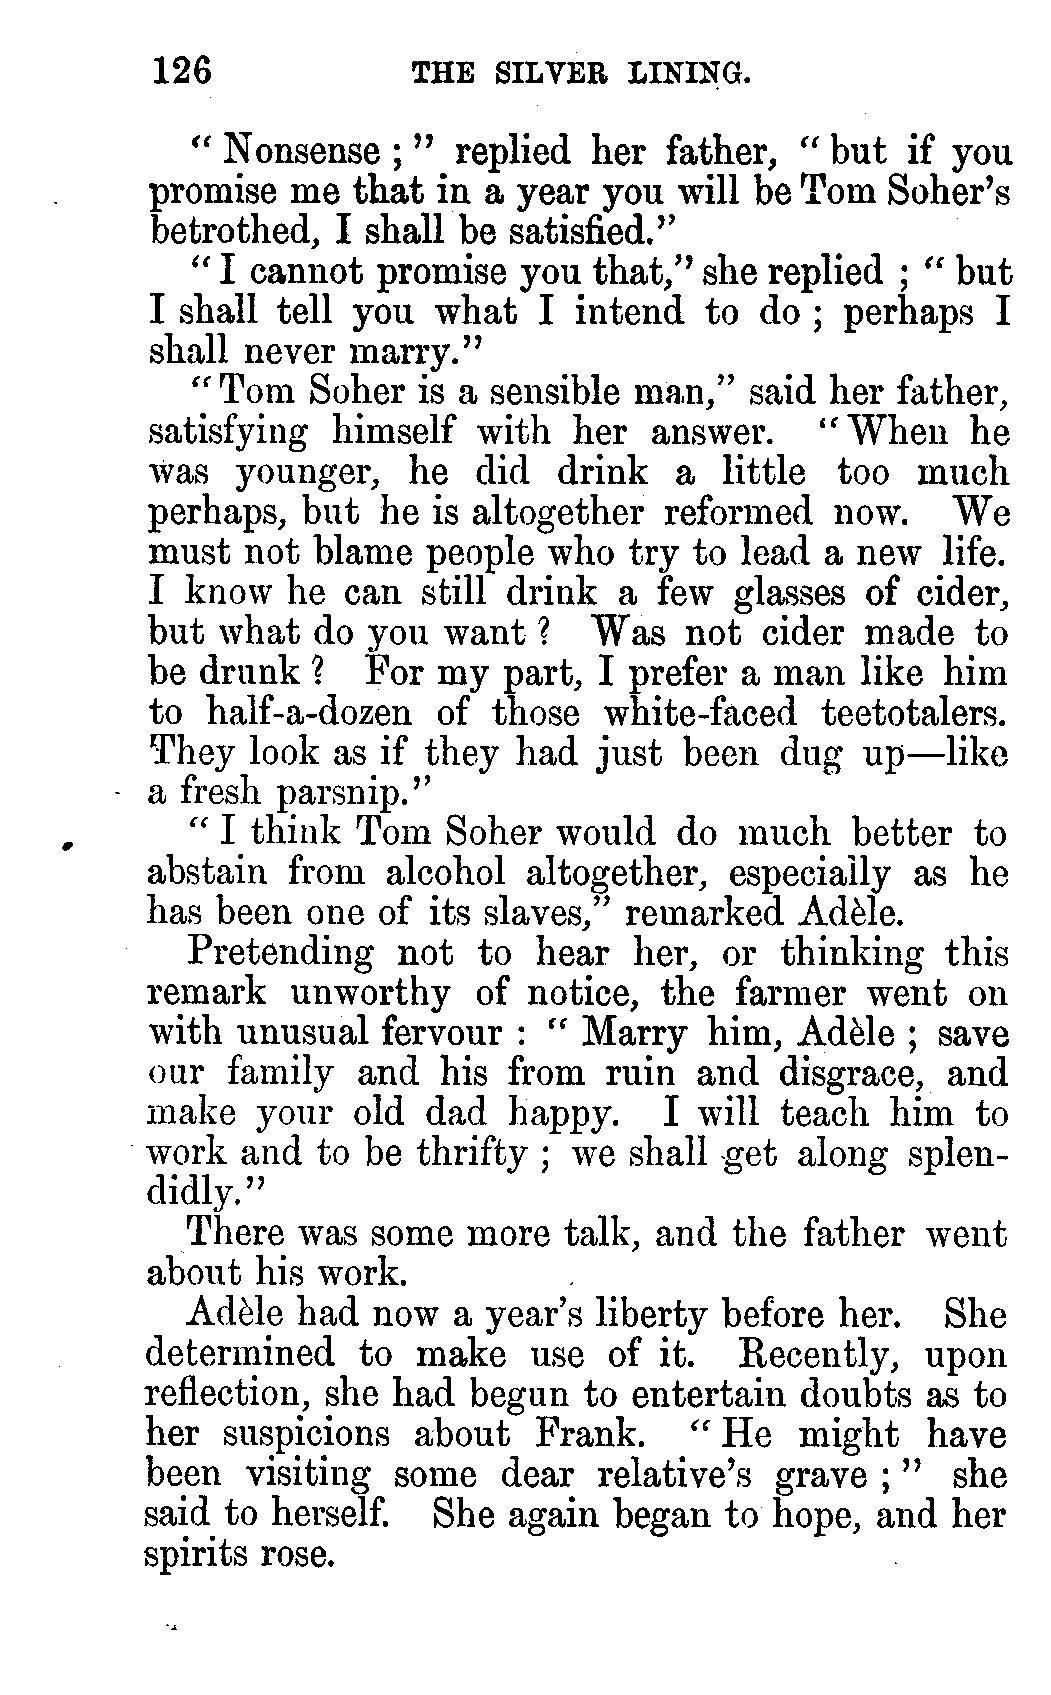 126 THE SILVER LINING.
“ Nonsense ; ” replied her father, “ but if you
promise me that in a year you will be Tom Soher’s
betrothed, I shall be satisfied.”
“ I cannot promise you that,” she replied ; “ but
I shall tell you what I intend to do ; perhaps I
shall never marry.”
“ Tom Soher is a sensible man,” said her father,
satisfying himself with her answer. “ When he
was younger, he did drink a little too much
perhaps, but he is altogether reformed now. We
must not blame people who try to lead a new life.
I know he can still drink a few glasses of cider,
but what do you want ? Was not cider made to
be drunk ? For my part, I prefer a man like him
to half-a-dozen of those white-faced teetotalers.
They look as if they had just been dug up—like
a fresh parsnip.”
“ I think Tom Soher would do much better to
abstain from alcohol altogether, especially as he
has been one of its slaves,” remarked Adèle.
Pretending not to hear her, or thinking this
remark unworthy of notice, the farmer went on
with unusual fervour : “ Marry him, Adèle ; save
our family and his from ruin and disgrace, and
make your old dad happy. I will teach him to
work and to be thrifty ; we shall get along splen-
didly.”
There was some more talk, and the father went
about his work.
Adèle had now a year’s liberty before her. She
determined to make use of it. Recently, upon
reflection, she had begun to entertain doubts as to
her suspicions about Frank. “ He might have
been visiting some dear relative’s grave ; ” she
said to herself. She again began to hope, and her
spirits rose.